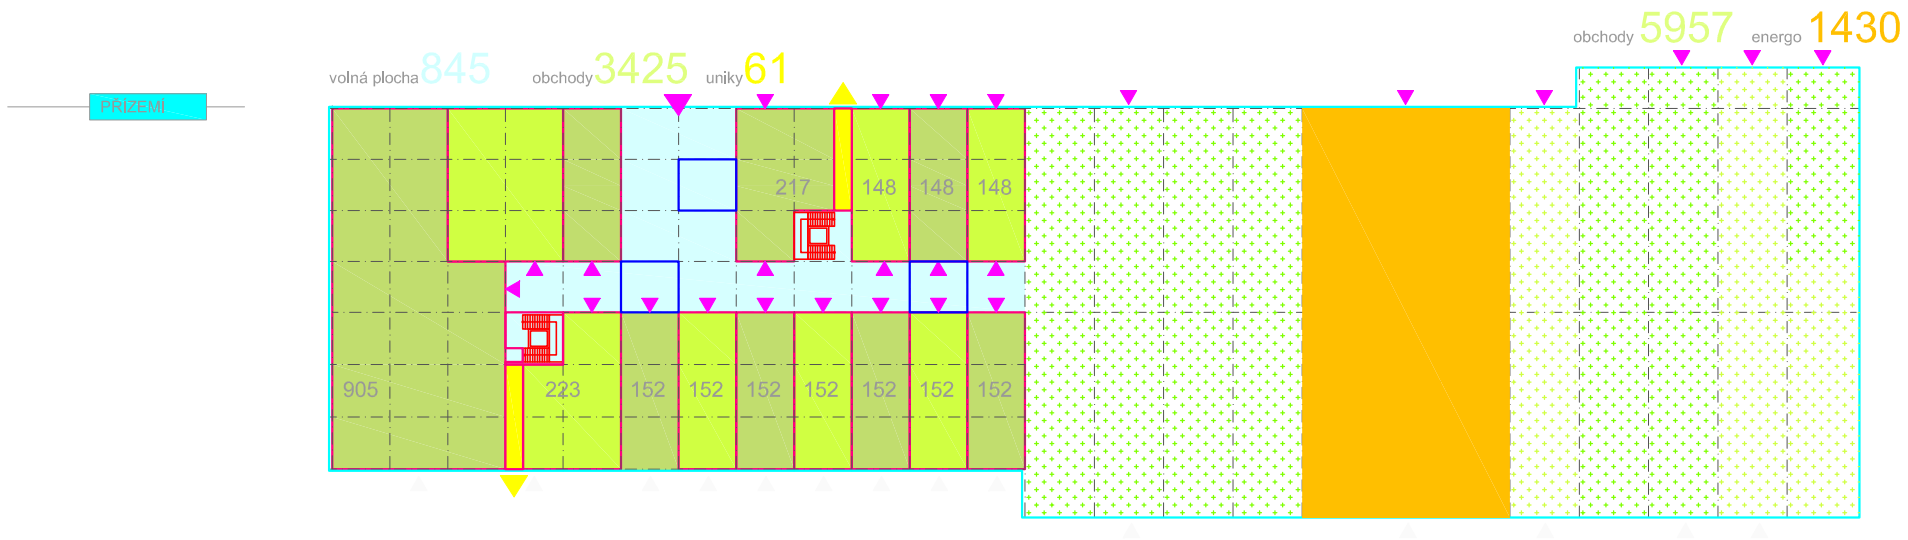 obchody 5957 energo 1430
volná plocha 845 obchody 3425 uniky 61
PŘÍZEMÍ
217 148 148 148
905 223 152 152 152 152 152 152 152